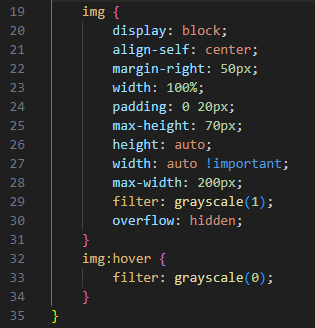 19 img {
20 display: block;
21 align-self: center;
22 margin-right: 50px;
23 width: 100%;
24 padding: 0 20px;
25 max-height: 70px;
26 height: auto;
27 width: auto !important;
28 max-width: 200px;
29 filter: grayscale(1);
30 overflow: hidden;
31 }
32 img:hover {
33 filter: grayscale(0);
34 }
35 }